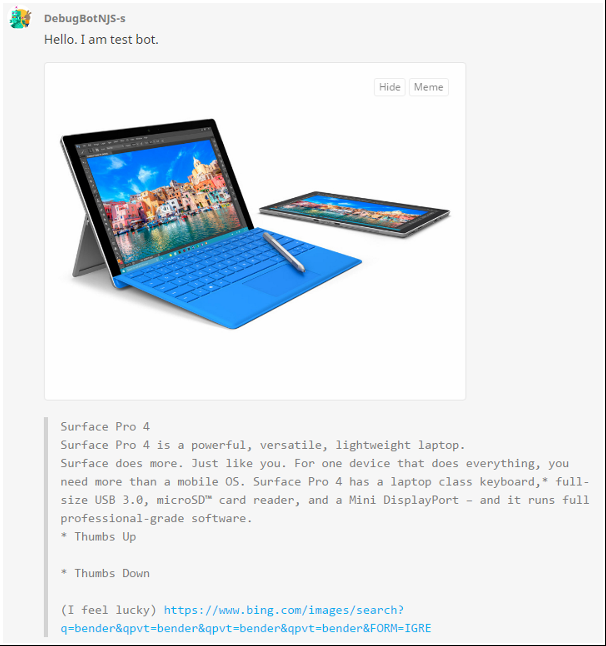 DebugBotNJS-s
Hello. I am test bot.
Hide Meme
Surface Pro 4
Surface Pro 4 is a powerful, versatile, lightweight laptop.
Surface does more. Just like you. For one device that does everything, you
need more than a mobile OS. Surface Pro 4 has a laptop class keyboard,* full-
size USB 3.0, microSD™ card reader, and a Mini DisplayPort – and it runs full
professional-grade software.
* Thumbs Up
* Thumbs Down
(I feel lucky) https://www.bing.com/images/search?
q=bender&qpvt=bender&qpvt=bender&qpvt=bender&FORM=IGRE